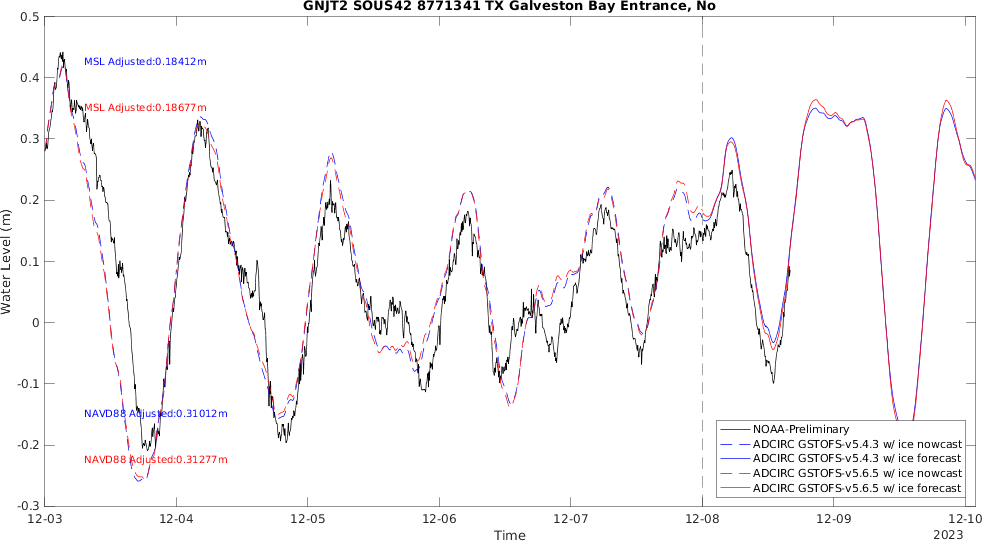 GNJT2 SOUS42 8771341 TX Galveston Bay Entrance, No
0.5
0.4
0.3
0.2
0.1
0
-0.1
-0.2
-0.3
Water Level (m)
MSL Adjusted:0.18412m
MSL Adjusted:0.18677m
NAVD88 Adjusted:0.31012m
NAVD88 Adjusted:0.31277m
NOAA-Preliminary
ADCIRC GSTOFS-v5.4.3 w/ ice nowcast
ADCIRC GSTOFS-v5.4.3 w/ ice forecast
ADCIRC GSTOFS-v5.6.5 w/ ice nowcast
ADCIRC GSTOFS-v5.6.5 w/ ice forecast
12-03 12-04 12-05 12-06 12-07 12-08 12-09 12-10
Time
2023